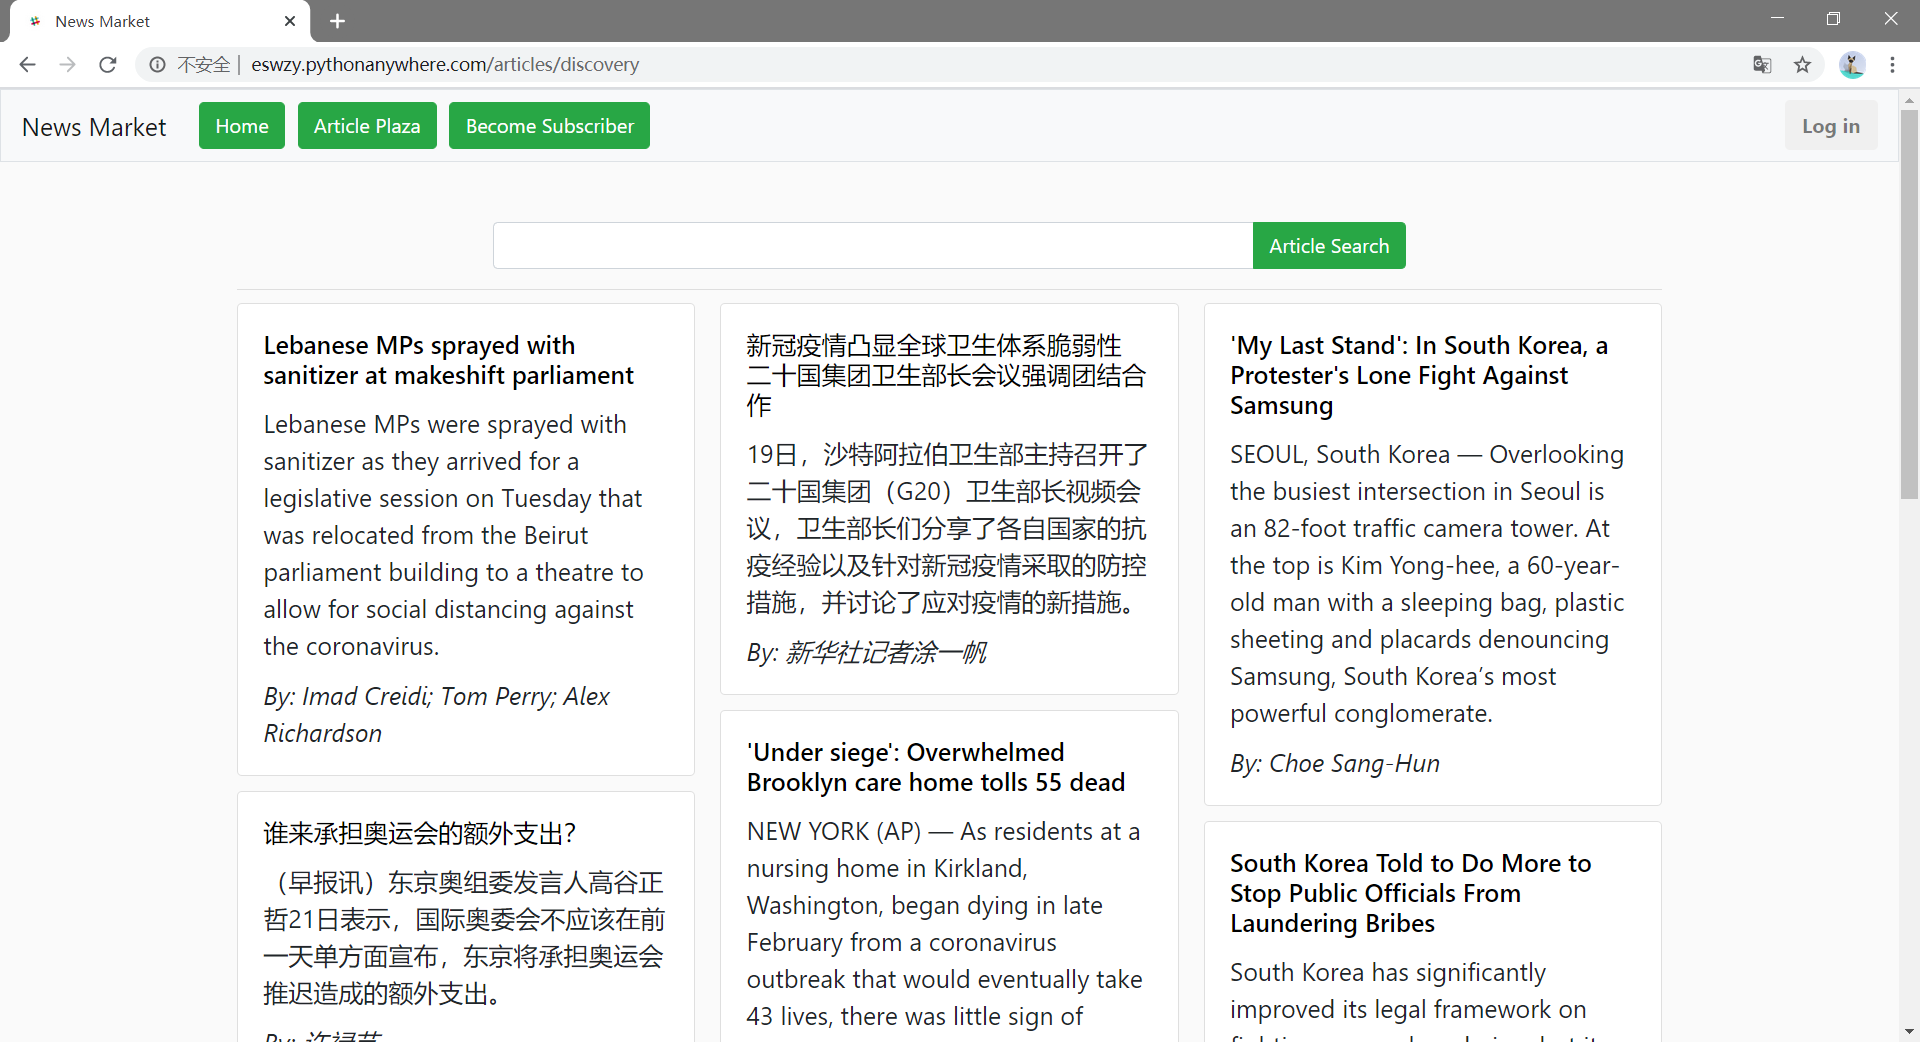 News Market
不安全 | eswzy.pythonanywhere.com/articles/discovery
News Market
Home
Article Plaza
Become Subscriber
Log in
Article Search
Lebanese MPs sprayed with
sanitizer at makeshift parliament
Lebanese MPs were sprayed with
sanitizer as they arrived for a
legislative session on Tuesday that
was relocated from the Beirut
parliament building to a theatre to
allow for social distancing against
the coronavirus.
By: Imad Creidi; Tom Perry; Alex
Richardson
谁来承担奥运会的额外支出？
（早报讯）东京奥组委发言人高谷正
哲21日表示，国际奥委会不应该在前
一天单方面宣布，东京将承担奥运会
推迟造成的额外支出。
新冠疫情凸显全球卫生体系脆弱性
二十国集团卫生部长会议强调团结合
作
19日，沙特阿拉伯卫生部主持召开了
二十国集团（G20）卫生部长视频会
议，卫生部长们分享了各自国家的抗
疫经验以及针对新冠疫情采取的防控
措施，并讨论了应对疫情的新措施。
By: 新华社记者涂一帆
'Under siege': Overwhelmed
Brooklyn care home tolls 55 dead
NEW YORK (AP) — As residents at a
nursing home in Kirkland,
Washington, began dying in late
February from a coronavirus
outbreak that would eventually take
43 lives, there was little sign of
'My Last Stand': In South Korea, a
Protester's Lone Fight Against
Samsung
SEOUL, South Korea — Overlooking
the busiest intersection in Seoul is
an 82-foot traffic camera tower. At
the top is Kim Yong-hee, a 60-year-
old man with a sleeping bag, plastic
sheeting and placards denouncing
Samsung, South Korea’s most
powerful conglomerate.
By: Choe Sang-Hun
South Korea Told to Do More to
Stop Public Officials From
Laundering Bribes
South Korea has significantly
improved its legal framework on